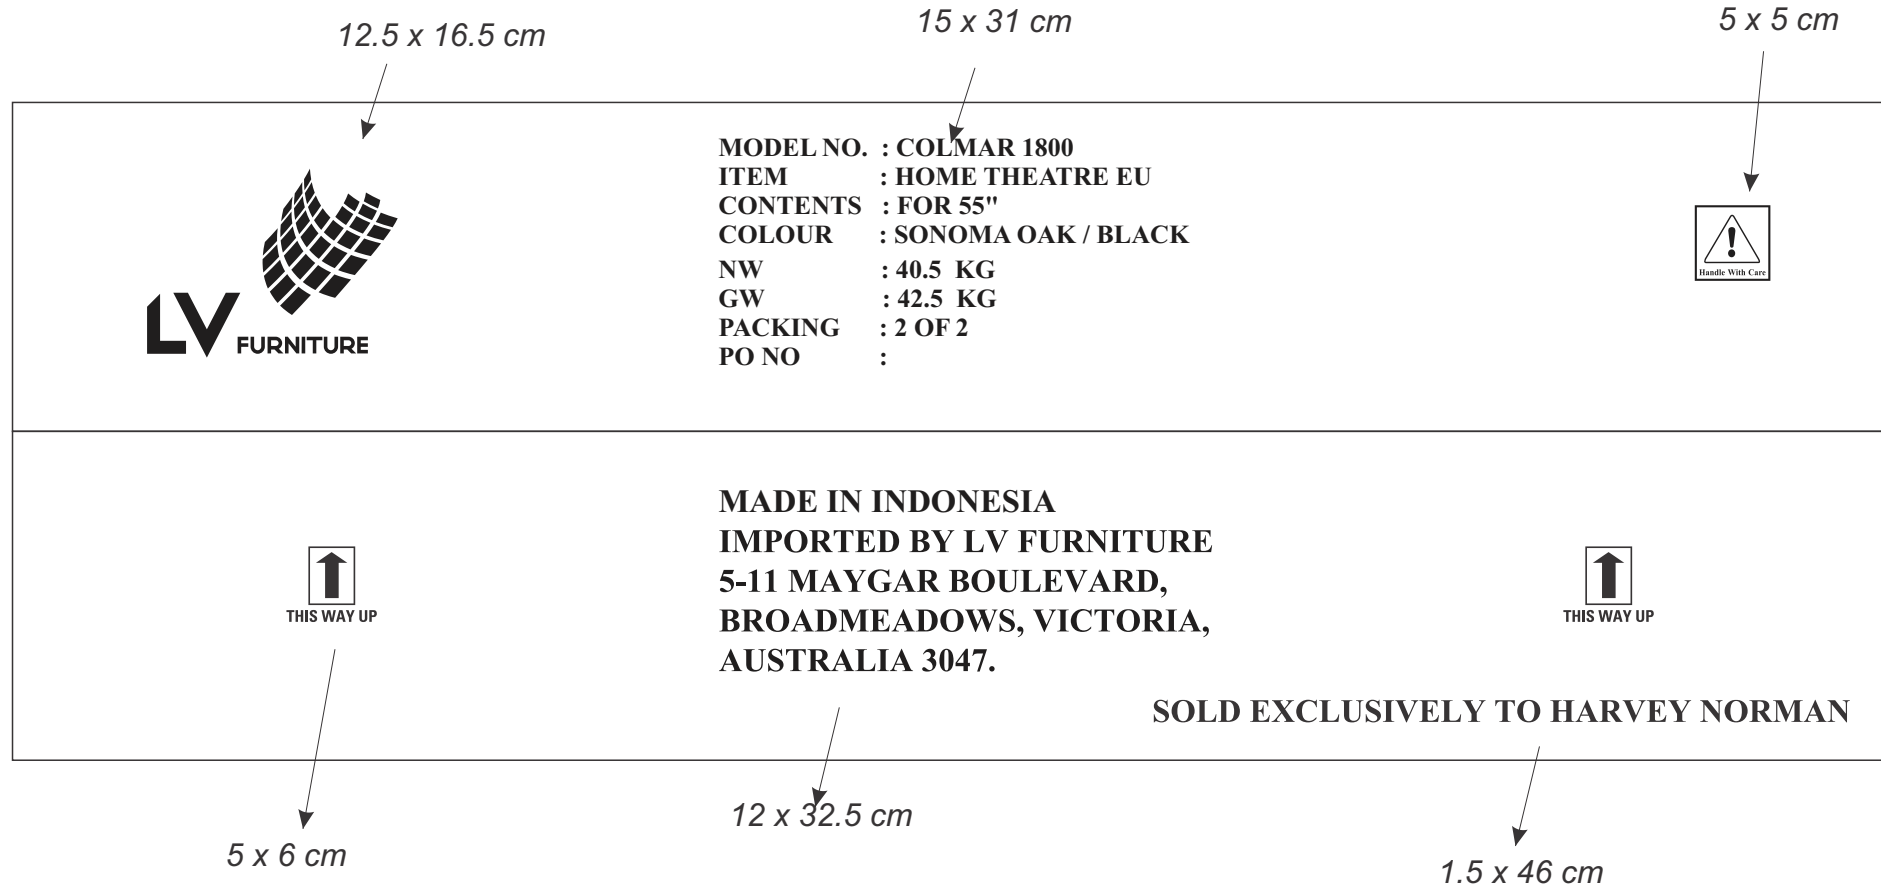 12.5 x 16.5 cm
15 x 31 cm
5 x 5 cm
LV FURNITURE
MODEL NO. : COLMAR 1800
ITEM : HOME THEATRE EU
CONTENTS : FOR 55"
COLOUR : SONOMA OAK / BLACK
NW : 40.5 KG
GW : 42.5 KG
PACKING : 2 OF 2
PO NO :
Handle With Care
THIS WAY UP
MADE IN INDONESIA
IMPORTED BY LV FURNITURE
5-11 MAYGAR BOULEVARD,
BROADMEADOWS, VICTORIA,
AUSTRALIA 3047.
THIS WAY UP
SOLD EXCLUSIVELY TO HARVEY NORMAN
5 x 6 cm
12 x 32.5 cm
1.5 x 46 cm